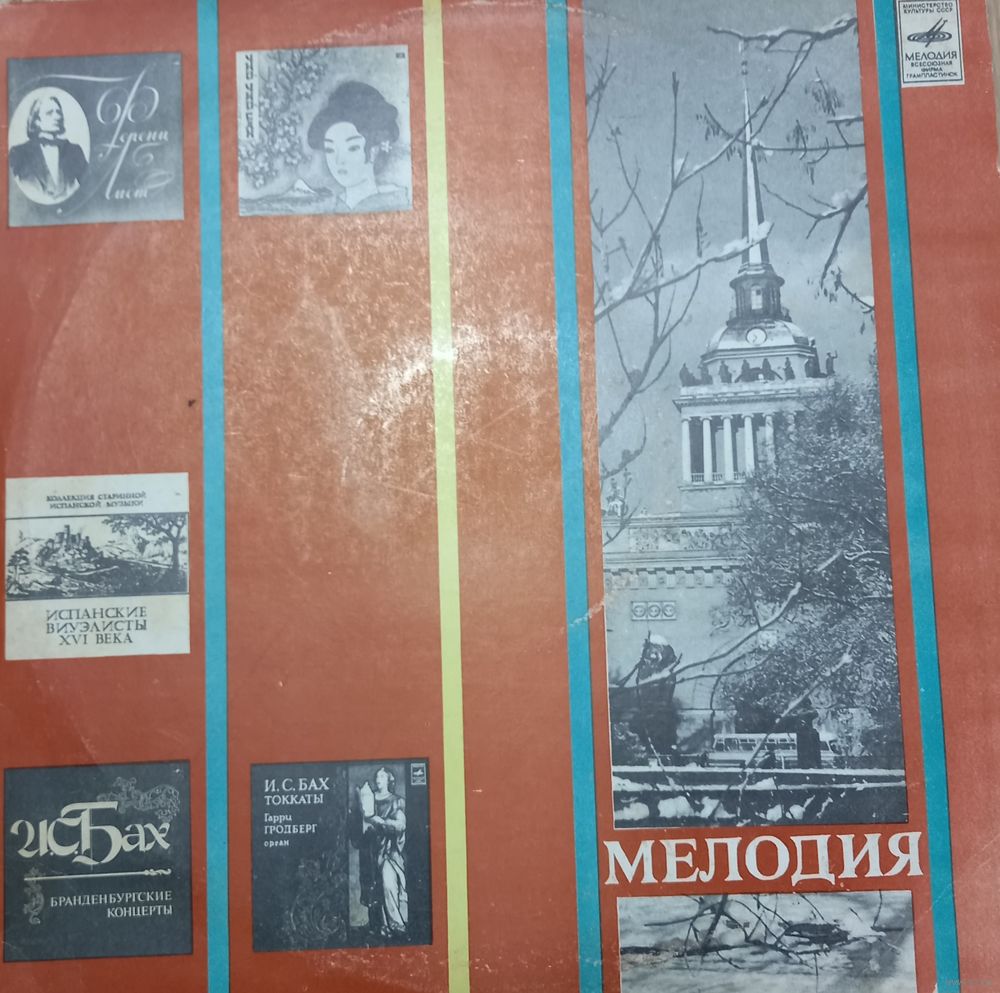 Ференц
Лист
МИНИСТЕРСТВО
КУЛЬТУРЫ СССР
МЕЛОДИЯ
ВСЕСОЮЗНАЯ
ФИРМА
ГРАМПЛАСТИНОК
КОЛЛЕКЦИЯ СТАРИННОЙ
ИСПАНСКОЙ МУЗЫКИ
ИСПАНСКИЕ
ВИУЭЛИСТЫ
XVI ВЕКА
И.С.Бах
БРАНДЕНБУРГСКИЕ
КОНЦЕРТЫ
И. С. БАХ
ТОККАТЫ
Гарри
ГРОДБЕРГ
орган
МЕЛОДИЯ